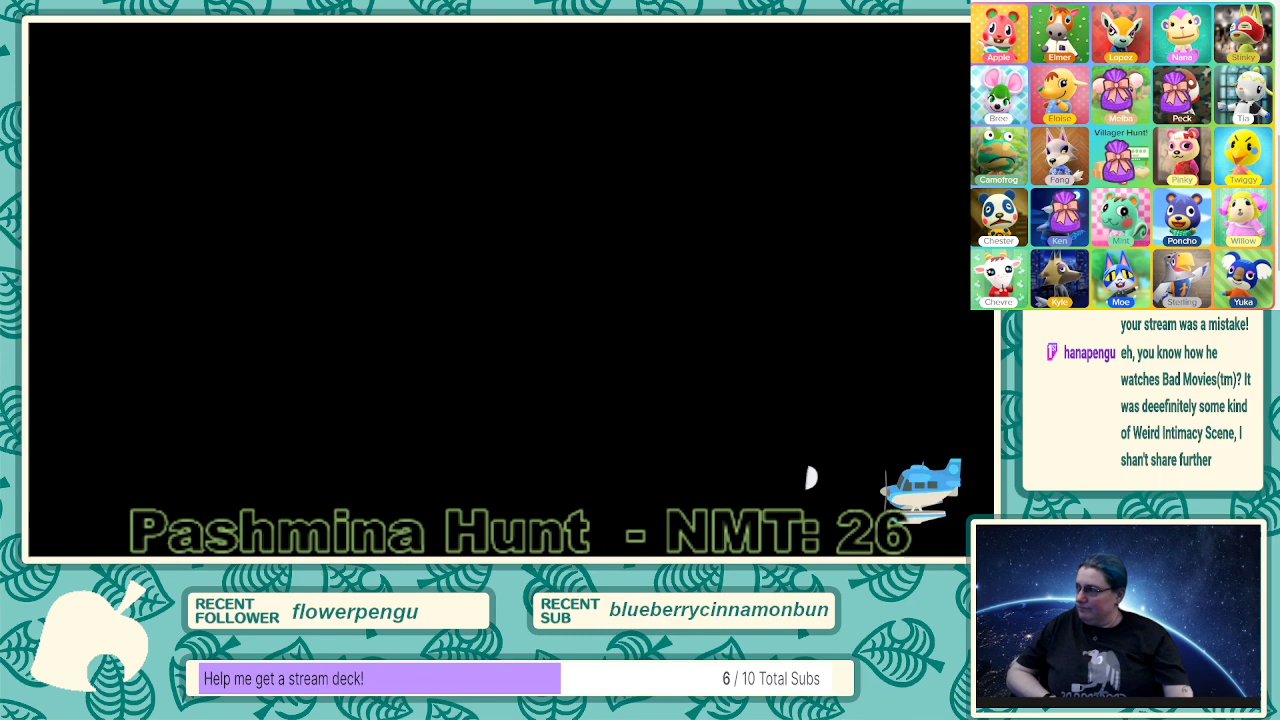 Apple
Elmer
Lopez
Nana
Stinky
Bree
Eloise
Melba
Peck
Tia
Villager Hunt!
Camofrog
Fang
Pinky
Twiggy
Chester
Ken
Mint
Poncho
Willow
Chevre
Kyle
Moe
Sterling
Yuka
your stream was a mistake!
hanapengu eh, you know how he
watches Bad Movies(tm)? It
was deeefinitely some kind
of Weird Intimacy Scene, I
shan't share further
Pashmina Hunt - NMT: 26
RECENT
FOLLOWER flowerpengu
RECENT
SUB blueberrycinnamonbun
Help me get a stream deck!
6 / 10 Total Subs